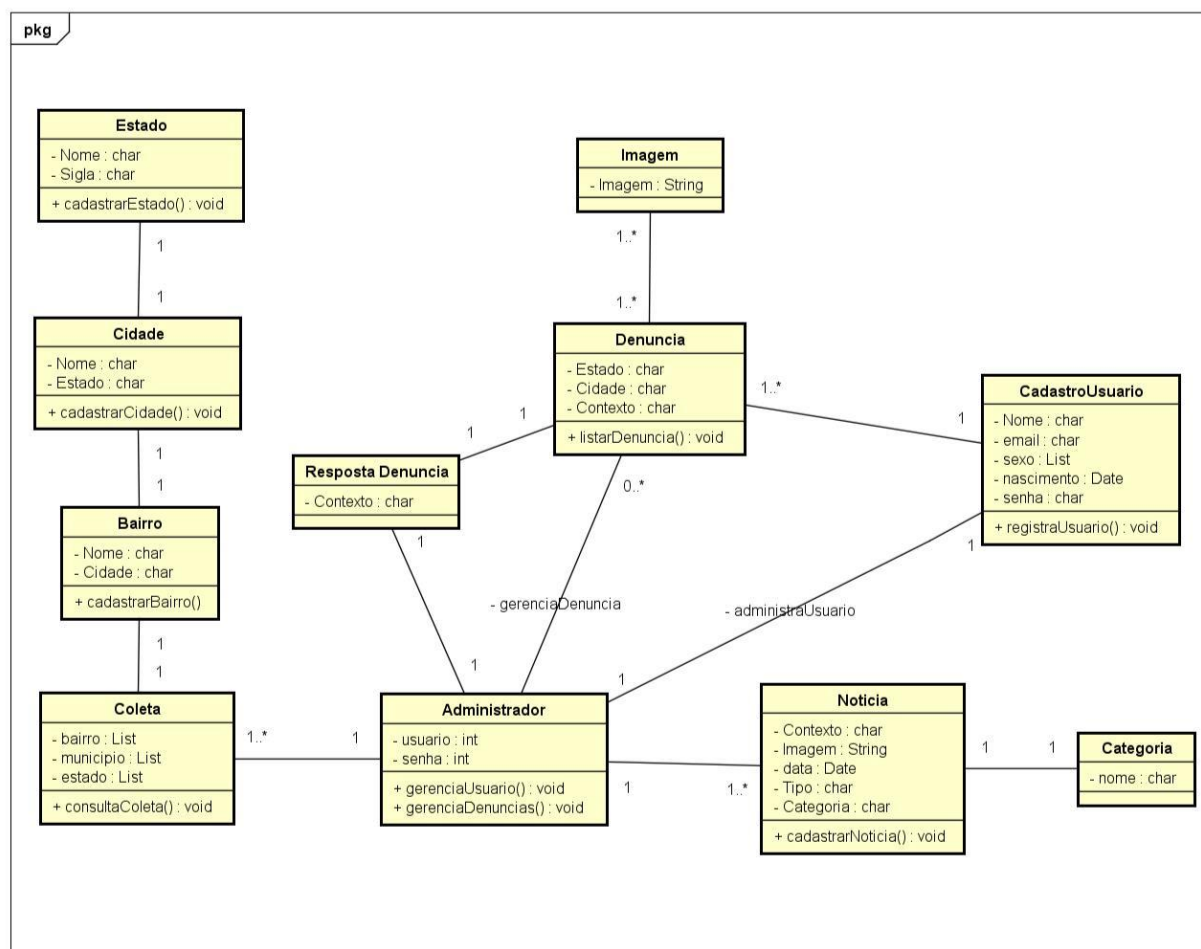 pkg
Estado
- Nome : char
- Sigla : char
+ cadastrarEstado() : void
1
1
Cidade
- Nome : char
- Estado : char
+ cadastrarCidade() : void
1
1
Bairro
- Nome : char
- Cidade : char
+ cadastrarBairro()
1
1
Coleta
- bairro : List
- municipio : List
- estado : List
+ consultaColeta() : void
1..*
1
Imagem
- Imagem : String
1..*
1..*
Denuncia
- Estado : char
- Cidade : char
- Contexto : char
+ listarDenuncia() : void
1
1
Resposta Denuncia
- Contexto : char
1
1
0..*
- gerenciaDenuncia
1..*
1
CadastroUsuario
- Nome : char
- email : char
- sexo : List
- nascimento : Date
- senha : char
+ registraUsuario() : void
1
- administraUsuario
1
Administrador
- usuario : int
- senha : int
+ gerenciaUsuario() : void
+ gerenciaDenuncias() : void
1
1..*
Noticia
- Contexto : char
- Imagem : String
- data : Date
- Tipo : char
- Categoria : char
+ cadastrarNoticia() : void
1
1
Categoria
- nome : char